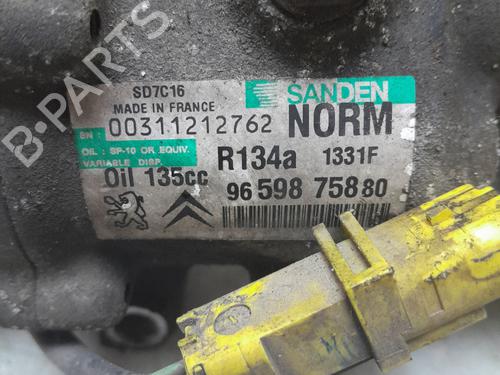 B-PARTS
SD7C16
MADE IN FRANCE
SANDEN
SN : 00311212762
NORM
OIL : SP-10 OR EQUIV.
VARIABLE DISP.
R134a 1331F
Oil 135cc
96 598 758 80